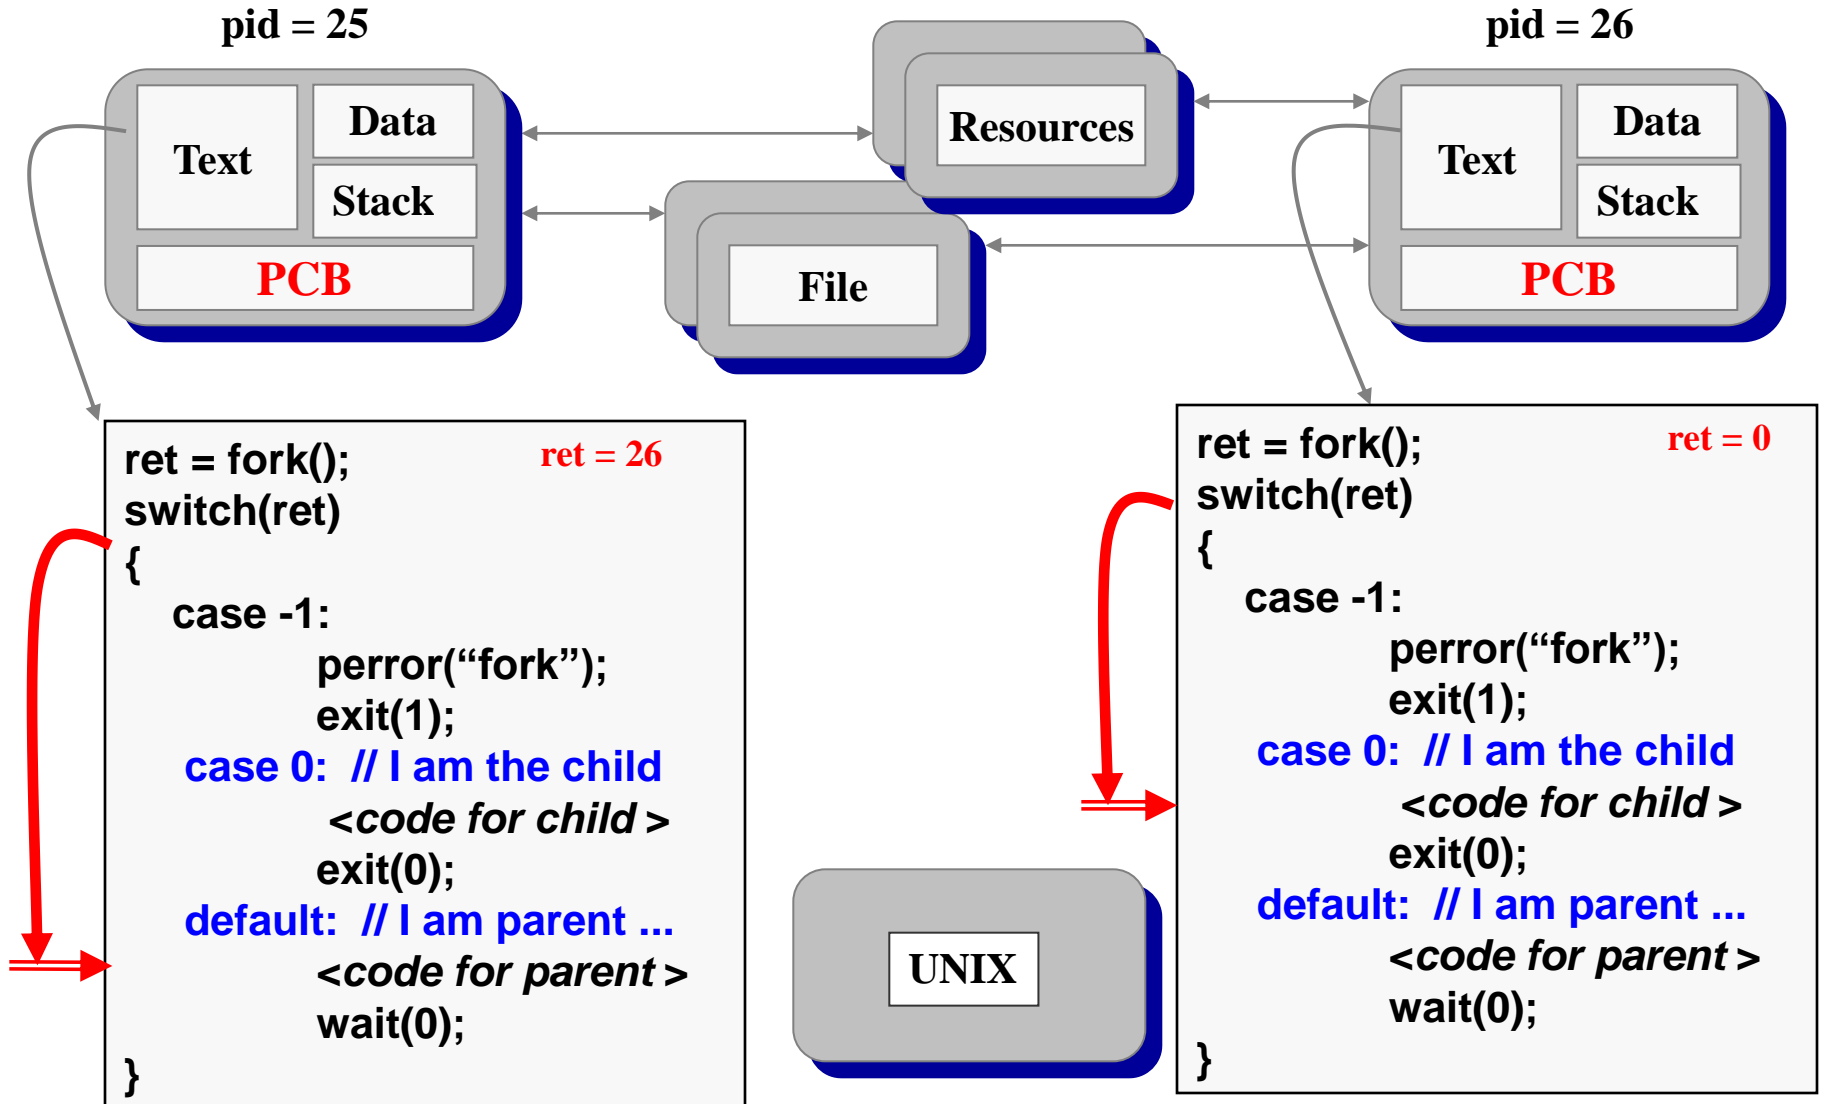 pid = 25
pid = 26
Text
Data
Stack
PCB
Resources
File
Text
Data
Stack
PCB
ret = fork();
ret = 26
switch(ret)
{
case -1:
perror(“fork”);
exit(1);
case 0: // I am the child
<code for child >
exit(0);
default: // I am parent ...
<code for parent >
wait(0);
}
UNIX
ret = fork();
ret = 0
switch(ret)
{
case -1:
perror(“fork”);
exit(1);
case 0: // I am the child
<code for child >
exit(0);
default: // I am parent ...
<code for parent >
wait(0);
}